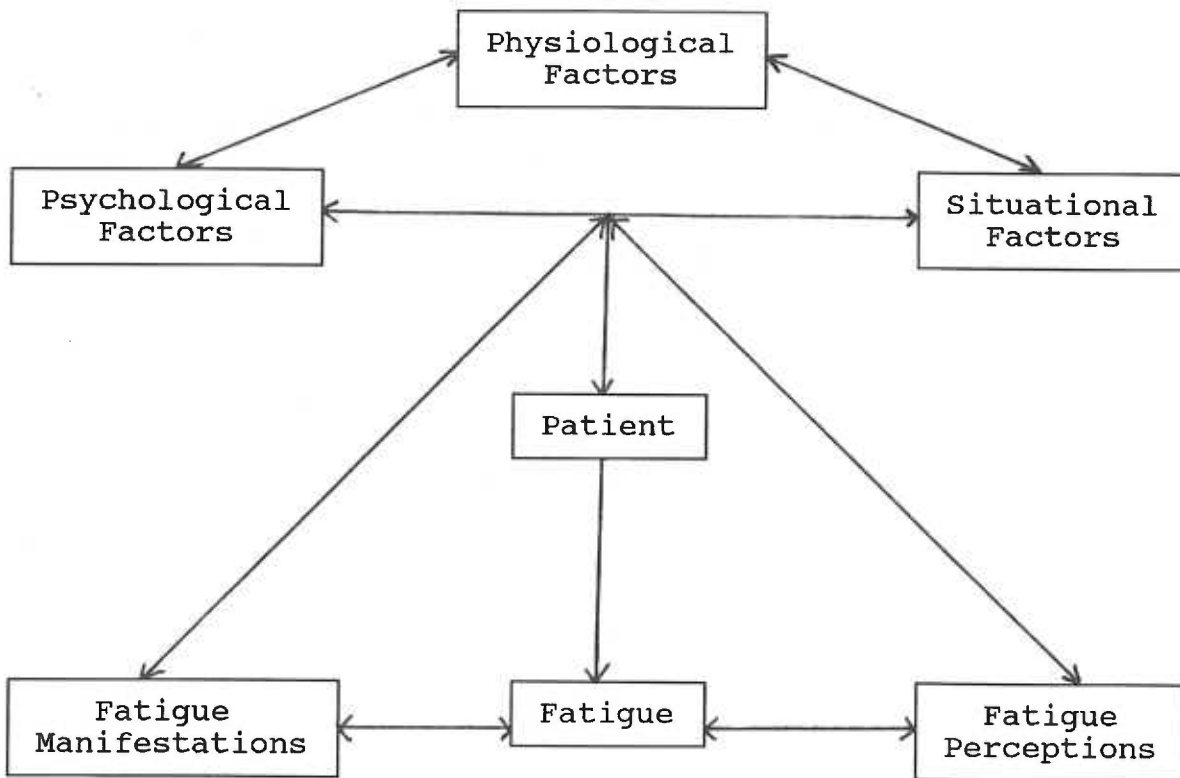 Physiological
Factors
Psychological
Factors
Situational
Factors
Patient
Fatigue
Manifestations
Fatigue
Fatigue
Perceptions